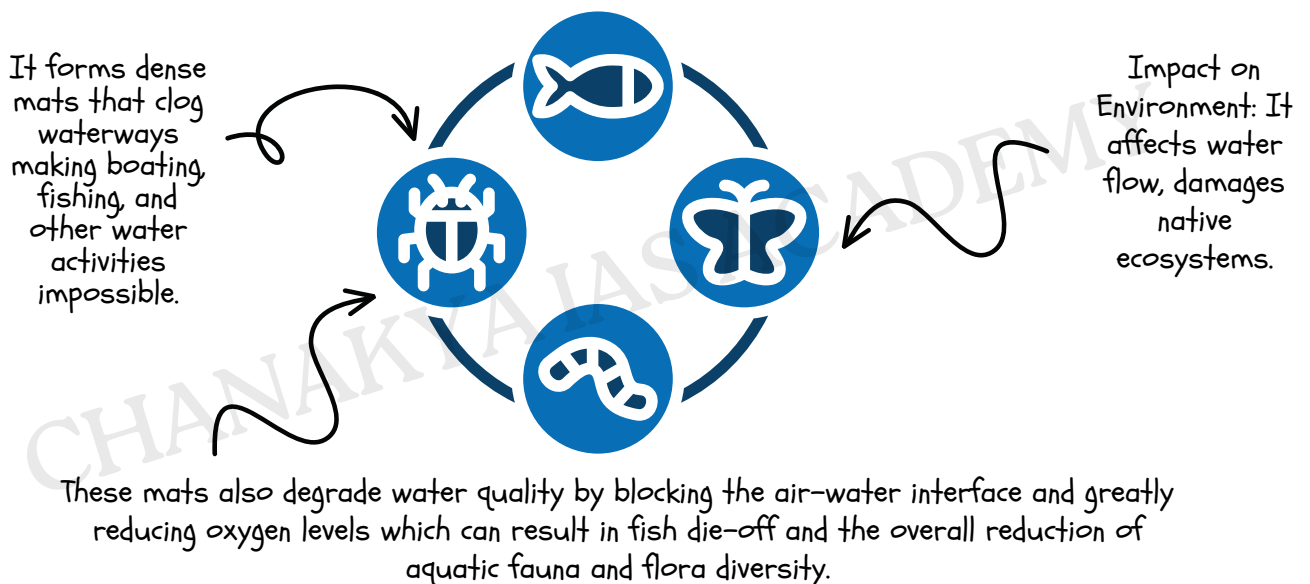 It forms dense
mats that clog
waterways
making boating,
fishing, and
other water
activities
impossible.
Impact on
Environment: It
affects water
flow, damages
native
ecosystems.
CHANAKYA IAS ACADEMY
These mats also degrade water quality by blocking the air-water interface and greatly
reducing oxygen levels which can result in fish die-off and the overall reduction of
aquatic fauna and flora diversity.